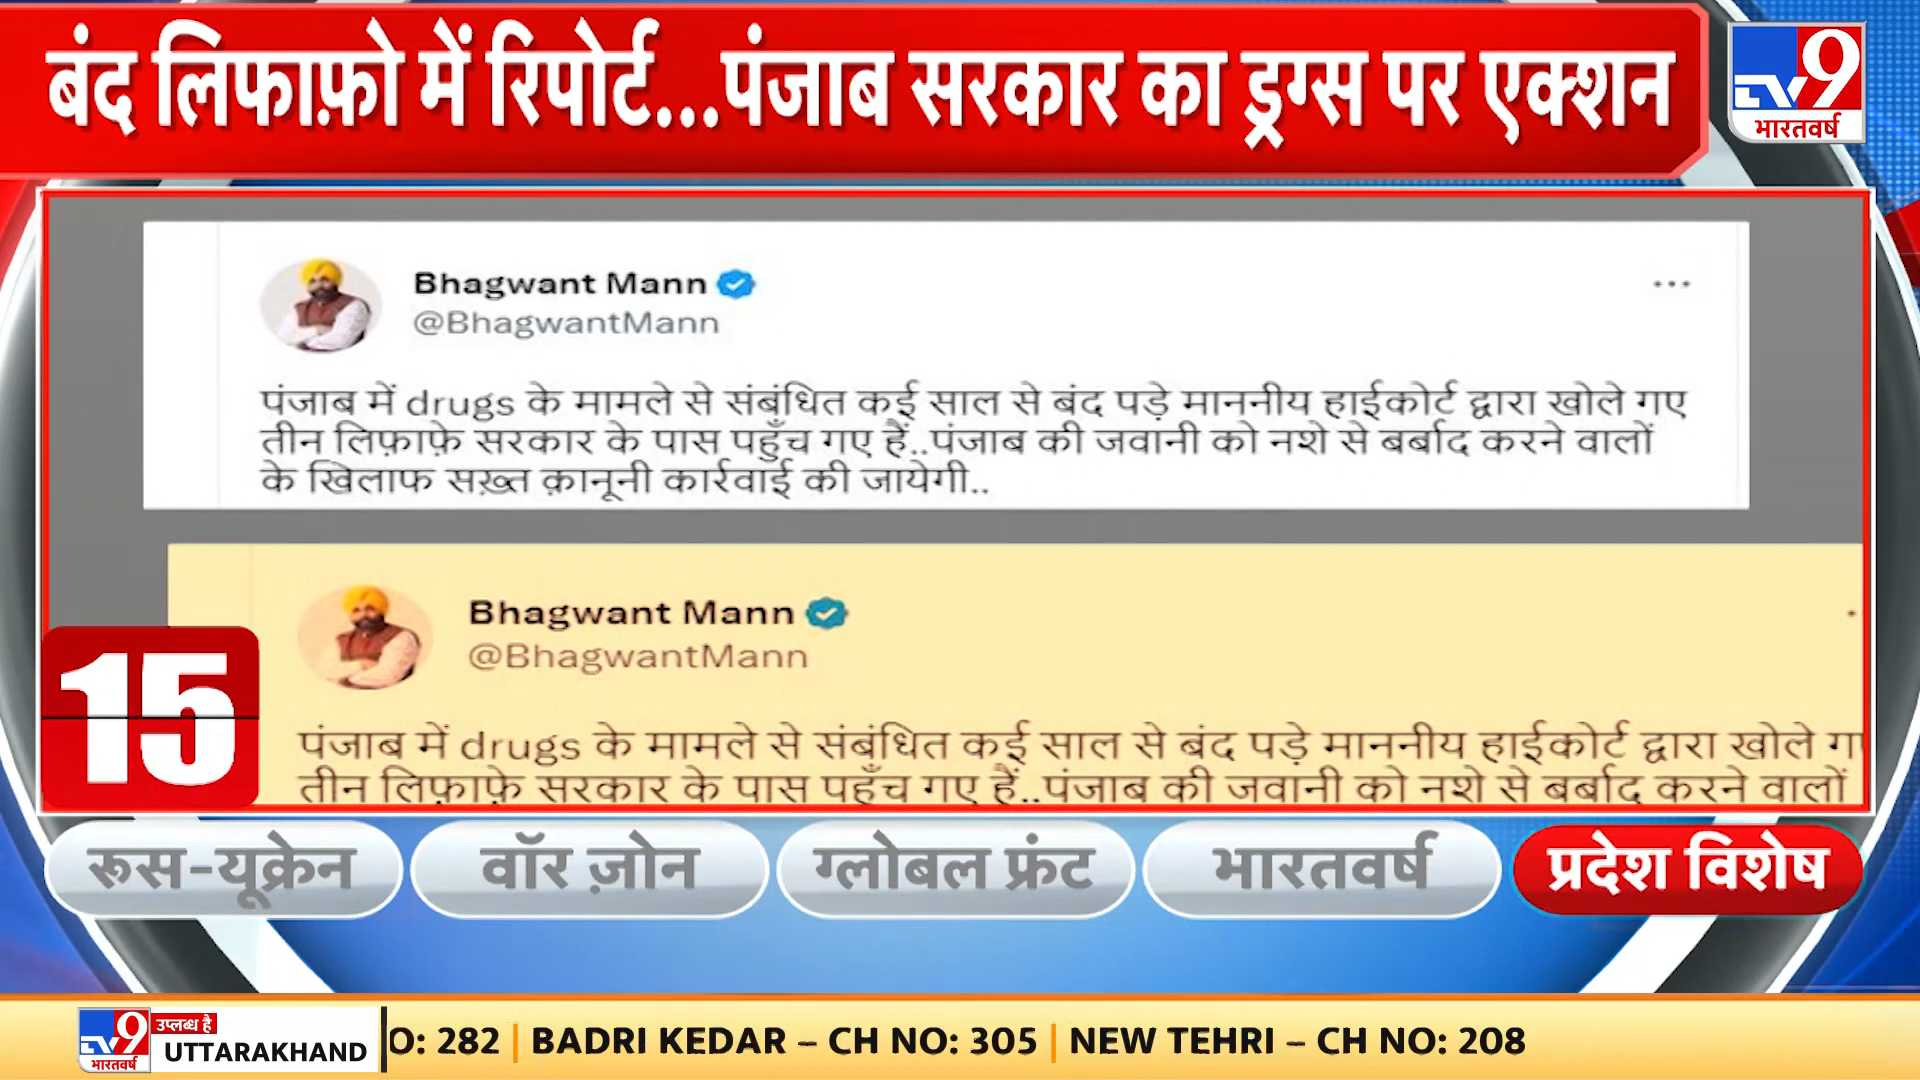 बंद लिफाफ़ो में रिपोर्ट...पंजाब सरकार का ड्रग्स पर एक्शन
TV9
भारतवर्ष
Bhagwant Mann
@BhagwantMann
पंजाब में drugs के मामले से संबंधित कई साल से बंद पड़े माननीय हाईकोर्ट द्वारा खोले गए
तीन लिफ़ाफ़े सरकार के पास पहुँच गए हैं..पंजाब की जवानी को नशे से बर्बाद करने वालों
के खिलाफ सख़्त क़ानूनी कार्रवाई की जायेगी..
Bhagwant Mann
@BhagwantMann
पंजाब में drugs के मामले से संबंधित कई साल से बंद पड़े माननीय हाईकोर्ट द्वारा खोले
तीन लिफ़ाफ़े सरकार के पास पहुँच गए हैं..पंजाब की जवानी को नशे से बर्बाद करने वालों
15
रूस-यूक्रेन वॉर ज़ोन ग्लोबल फ्रंट भारतवर्ष प्रदेश विशेष
TV9 भारतवर्ष उपलब्ध है
UTTARAKHAND O: 282 | BADRI KEDAR – CH NO: 305 | NEW TEHRI – CH NO: 208